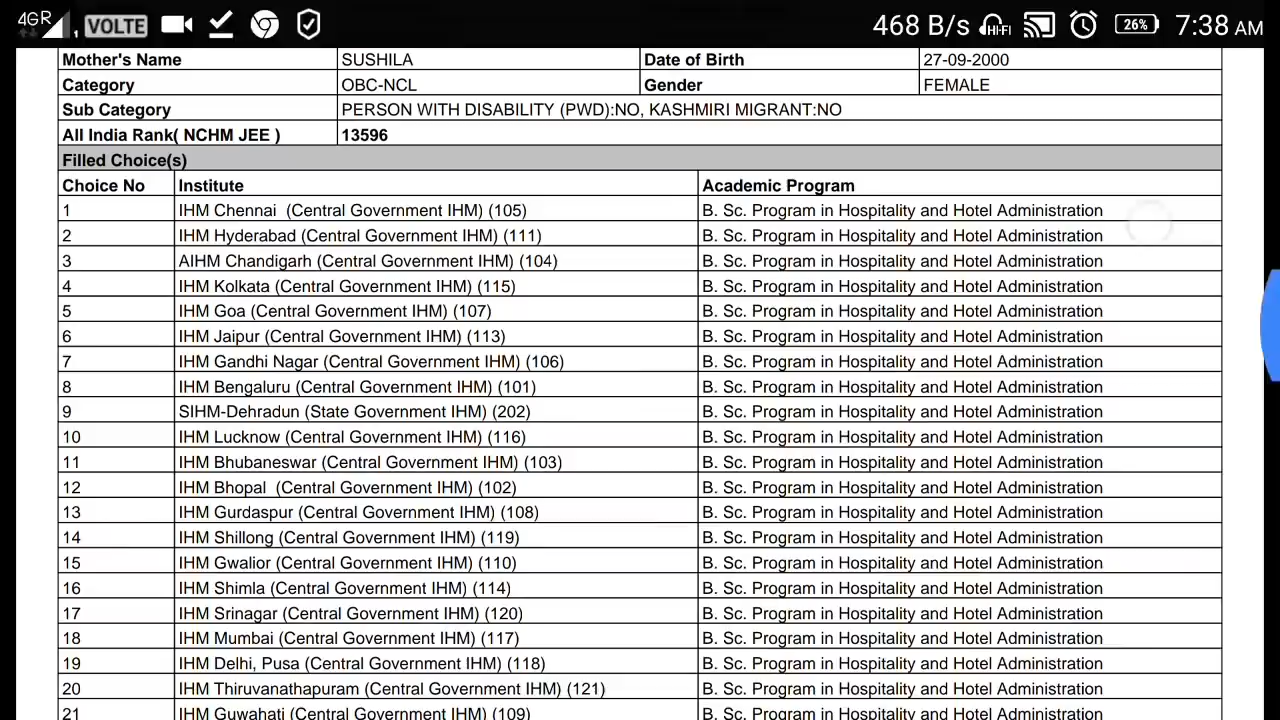 4GR , VOLTE 468 B/s HI-FI 26% 7:38 AM
Mother's Name SUSHILA Date of Birth 27-09-2000
Category OBC-NCL Gender FEMALE
Sub Category PERSON WITH DISABILITY (PWD):NO, KASHMIRI MIGRANT:NO
All India Rank( NCHM JEE ) 13596
Filled Choice(s)
Choice No Institute Academic Program
1 IHM Chennai (Central Government IHM) (105) B. Sc. Program in Hospitality and Hotel Administration
2 IHM Hyderabad (Central Government IHM) (111) B. Sc. Program in Hospitality and Hotel Administration
3 AIHM Chandigarh (Central Government IHM) (104) B. Sc. Program in Hospitality and Hotel Administration
4 IHM Kolkata (Central Government IHM) (115) B. Sc. Program in Hospitality and Hotel Administration
5 IHM Goa (Central Government IHM) (107) B. Sc. Program in Hospitality and Hotel Administration
6 IHM Jaipur (Central Government IHM) (113) B. Sc. Program in Hospitality and Hotel Administration
7 IHM Gandhi Nagar (Central Government IHM) (106) B. Sc. Program in Hospitality and Hotel Administration
8 IHM Bengaluru (Central Government IHM) (101) B. Sc. Program in Hospitality and Hotel Administration
9 SIHM-Dehradun (State Government IHM) (202) B. Sc. Program in Hospitality and Hotel Administration
10 IHM Lucknow (Central Government IHM) (116) B. Sc. Program in Hospitality and Hotel Administration
11 IHM Bhubaneswar (Central Government IHM) (103) B. Sc. Program in Hospitality and Hotel Administration
12 IHM Bhopal (Central Government IHM) (102) B. Sc. Program in Hospitality and Hotel Administration
13 IHM Gurdaspur (Central Government IHM) (108) B. Sc. Program in Hospitality and Hotel Administration
14 IHM Shillong (Central Government IHM) (119) B. Sc. Program in Hospitality and Hotel Administration
15 IHM Gwalior (Central Government IHM) (110) B. Sc. Program in Hospitality and Hotel Administration
16 IHM Shimla (Central Government IHM) (114) B. Sc. Program in Hospitality and Hotel Administration
17 IHM Srinagar (Central Government IHM) (120) B. Sc. Program in Hospitality and Hotel Administration
18 IHM Mumbai (Central Government IHM) (117) B. Sc. Program in Hospitality and Hotel Administration
19 IHM Delhi, Pusa (Central Government IHM) (118) B. Sc. Program in Hospitality and Hotel Administration
20 IHM Thiruvanathapuram (Central Government IHM) (121) B. Sc. Program in Hospitality and Hotel Administration
21 IHM Guwahati (Central Government IHM) (109) B. Sc. Program in Hospitality and Hotel Administration